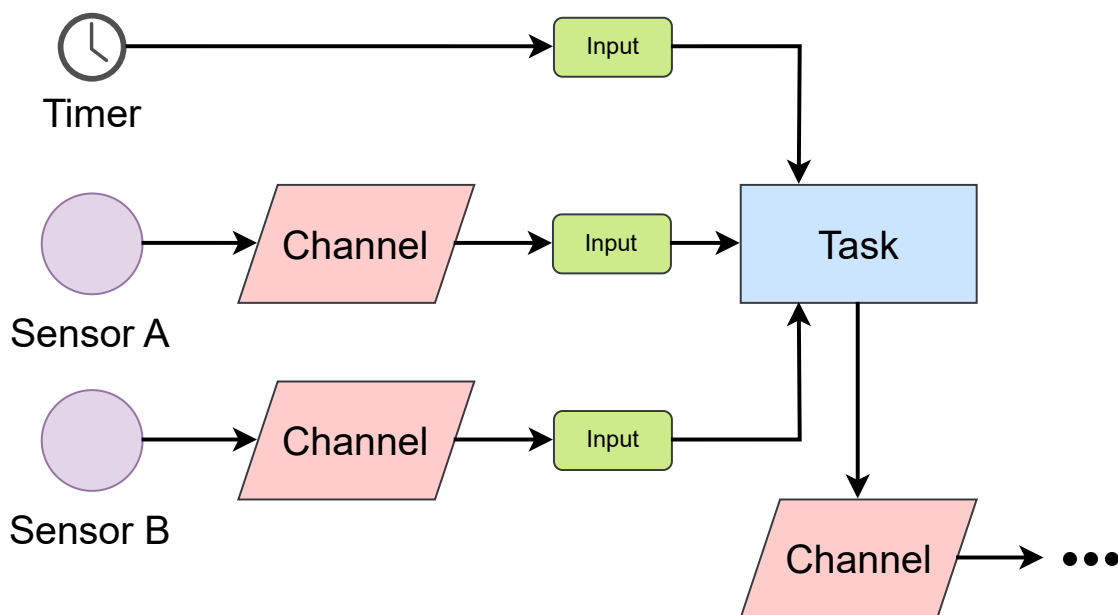 Input
Timer
Channel
Input
Task
Sensor A
Channel
Input
Sensor B
Channel